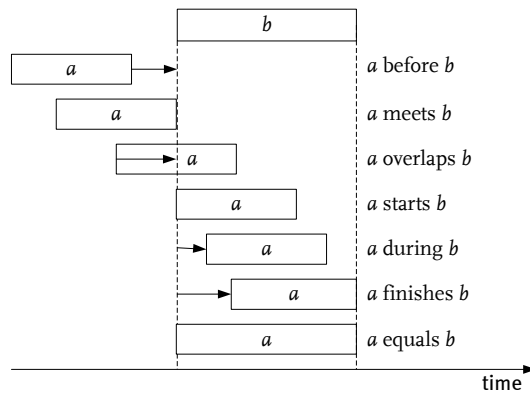 b
a
a before b
a
a meets b
a
a overlaps b
a
a starts b
a
a during b
a
a finishes b
a
a equals b
time